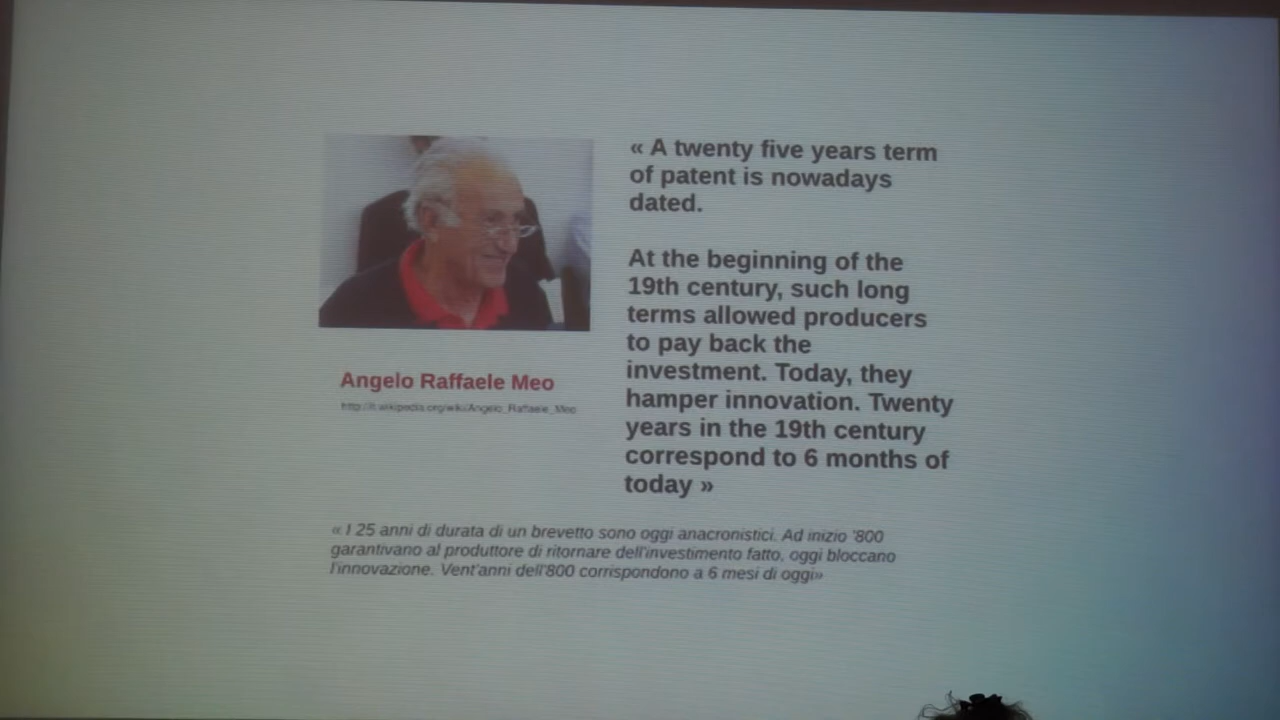 « A twenty five years term
of patent is nowadays
dated.
At the beginning of the
19th century, such long
terms allowed producers
to pay back the
investment. Today, they
hamper innovation. Twenty
years in the 19th century
correspond to 6 months of
today »
Angelo Raffaele Meo
http://it.wikipedia.org/wiki/Angelo_Raffaele_Meo
« I 25 anni di durata di un brevetto sono oggi anacronistici. Ad inizio '800
garantivano al produttore di ritornare dell'investimento fatto, oggi bloccano
l'innovazione. Vent'anni dell'800 corrispondono a 6 mesi di oggi»